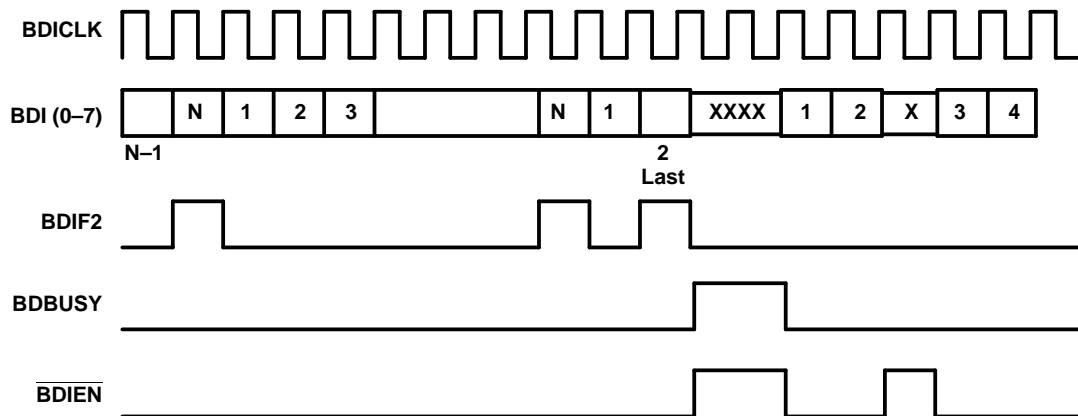 BDICLK
BDI (0–7) N 1 2 3 N 1 XXXX 1 2 X 3 4
N–1 2
Last
BDIF2
BDBUSY
BDIEN